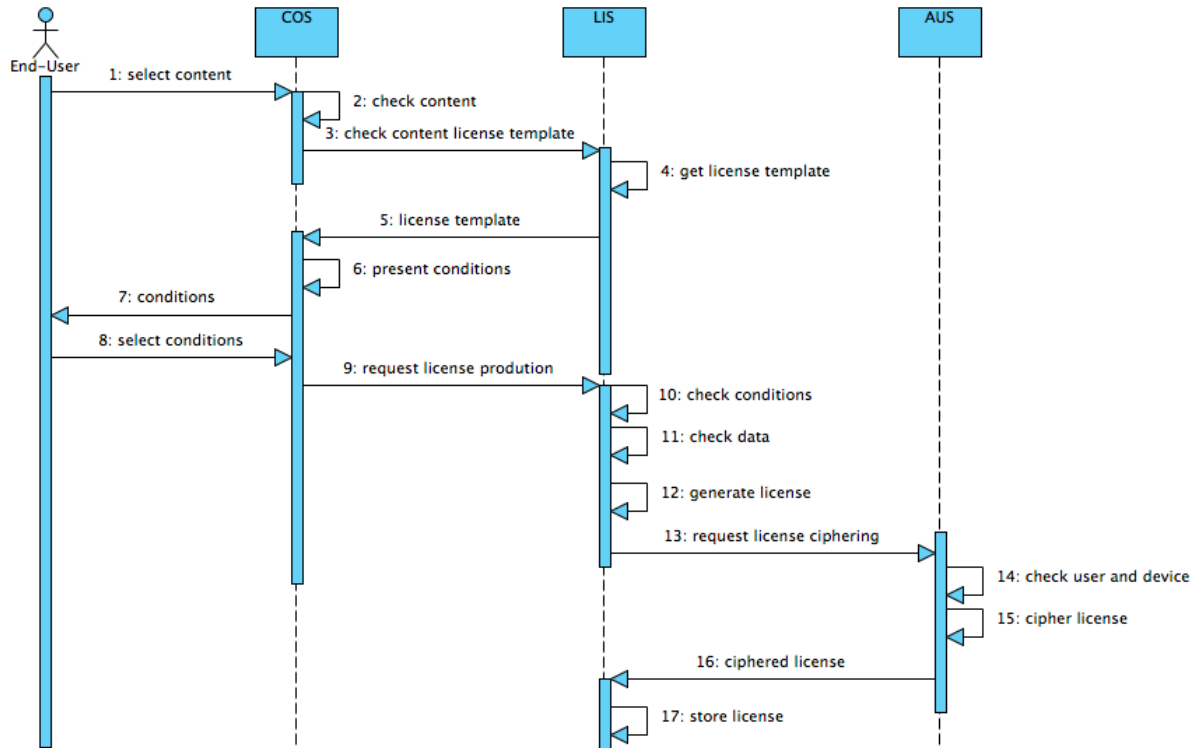 COS
LIS
AUS
End-User
1: select content
2: check content
3: check content license template
4: get license template
5: license template
6: present conditions
7: conditions
8: select conditions
9: request license prodution
10: check conditions
11: check data
12: generate license
13: request license ciphering
14: check user and device
15: cipher license
16: ciphered license
17: store license